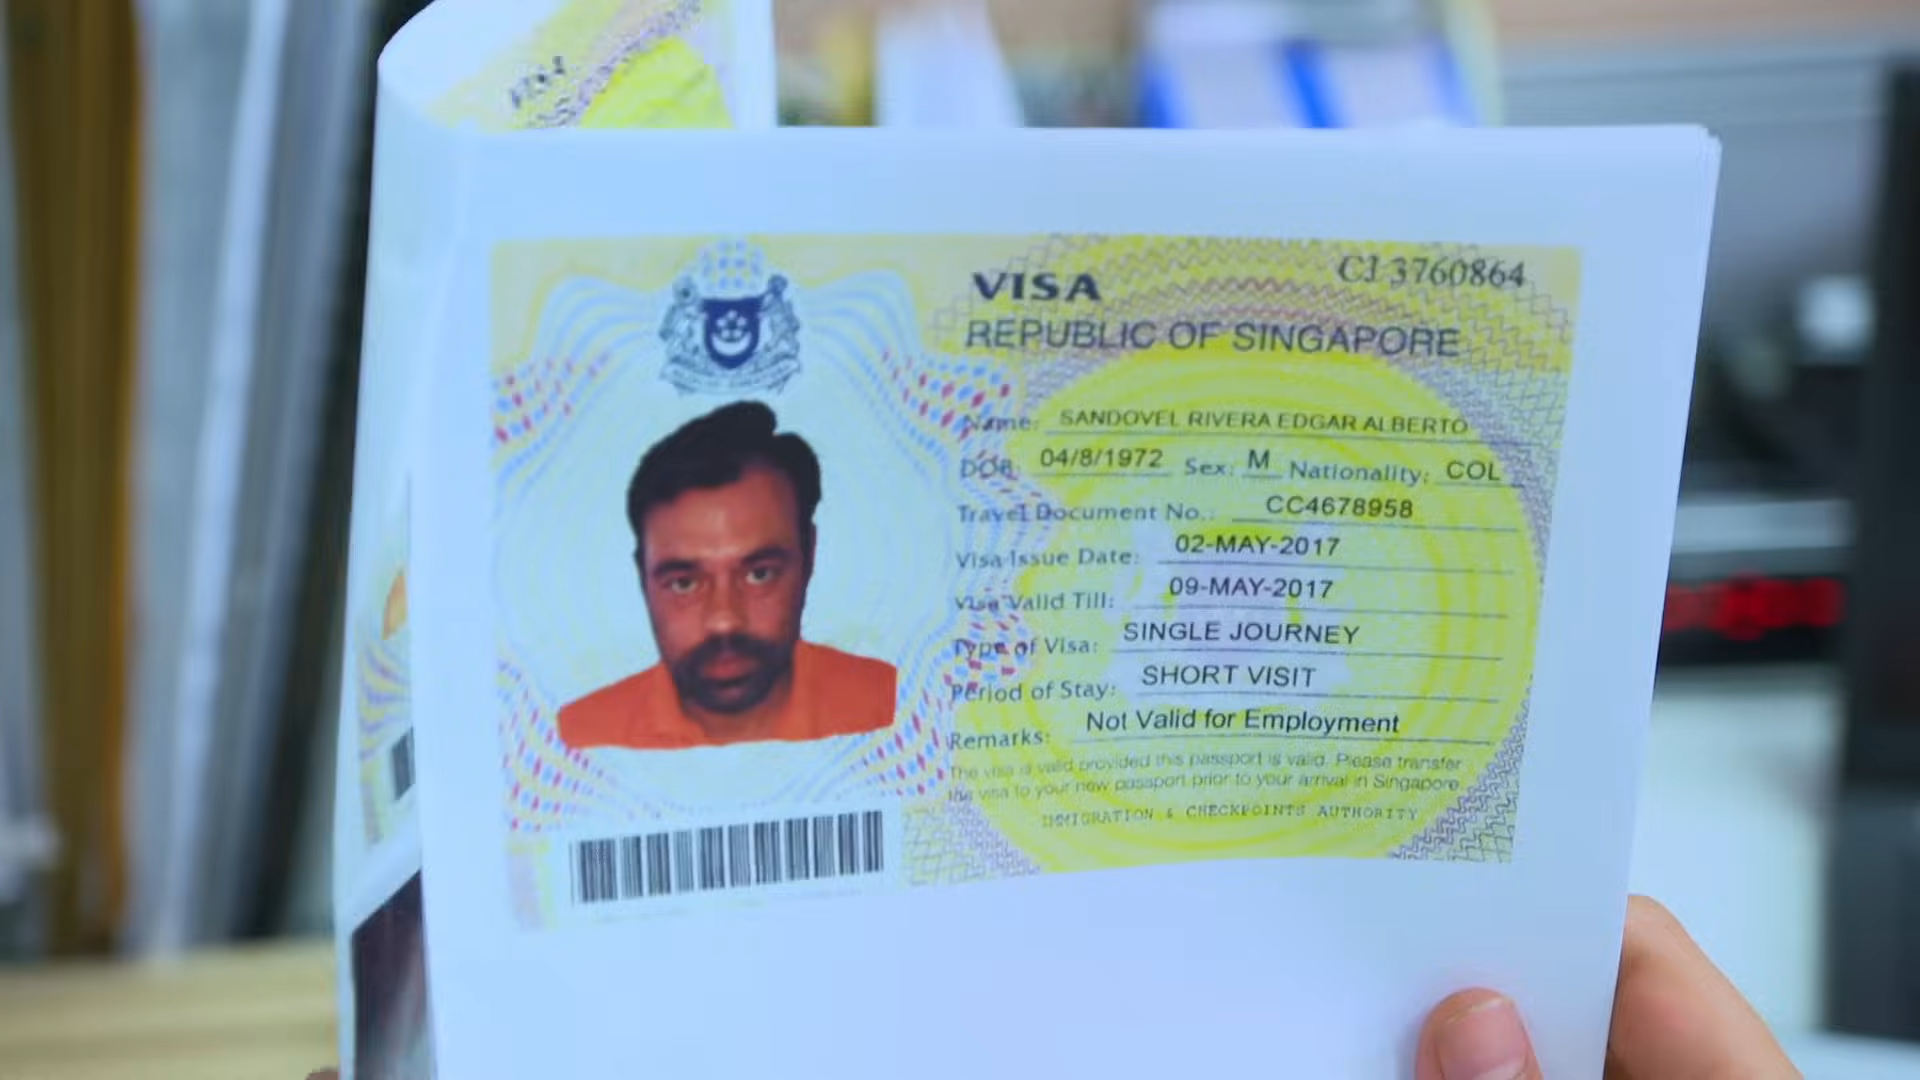 VISA
VISA
CJ 3760864
REPUBLIC OF SINGAPORE
Name: SANDOVEL RIVERA EDGAR ALBERTO
DOB: 04/8/1972 Sex: M Nationality: COL
Travel Document No.: CC4678958
Visa Issue Date: 02-MAY-2017
Visa Valid Till: 09-MAY-2017
Type of Visa: SINGLE JOURNEY
Period of Stay: SHORT VISIT
Remarks: Not Valid for Employment
The visa is valid provided this passport is valid. Please transfer
the visa to your new passport prior to your arrival in Singapore.
IMMIGRATION & CHECKPOINTS AUTHORITY